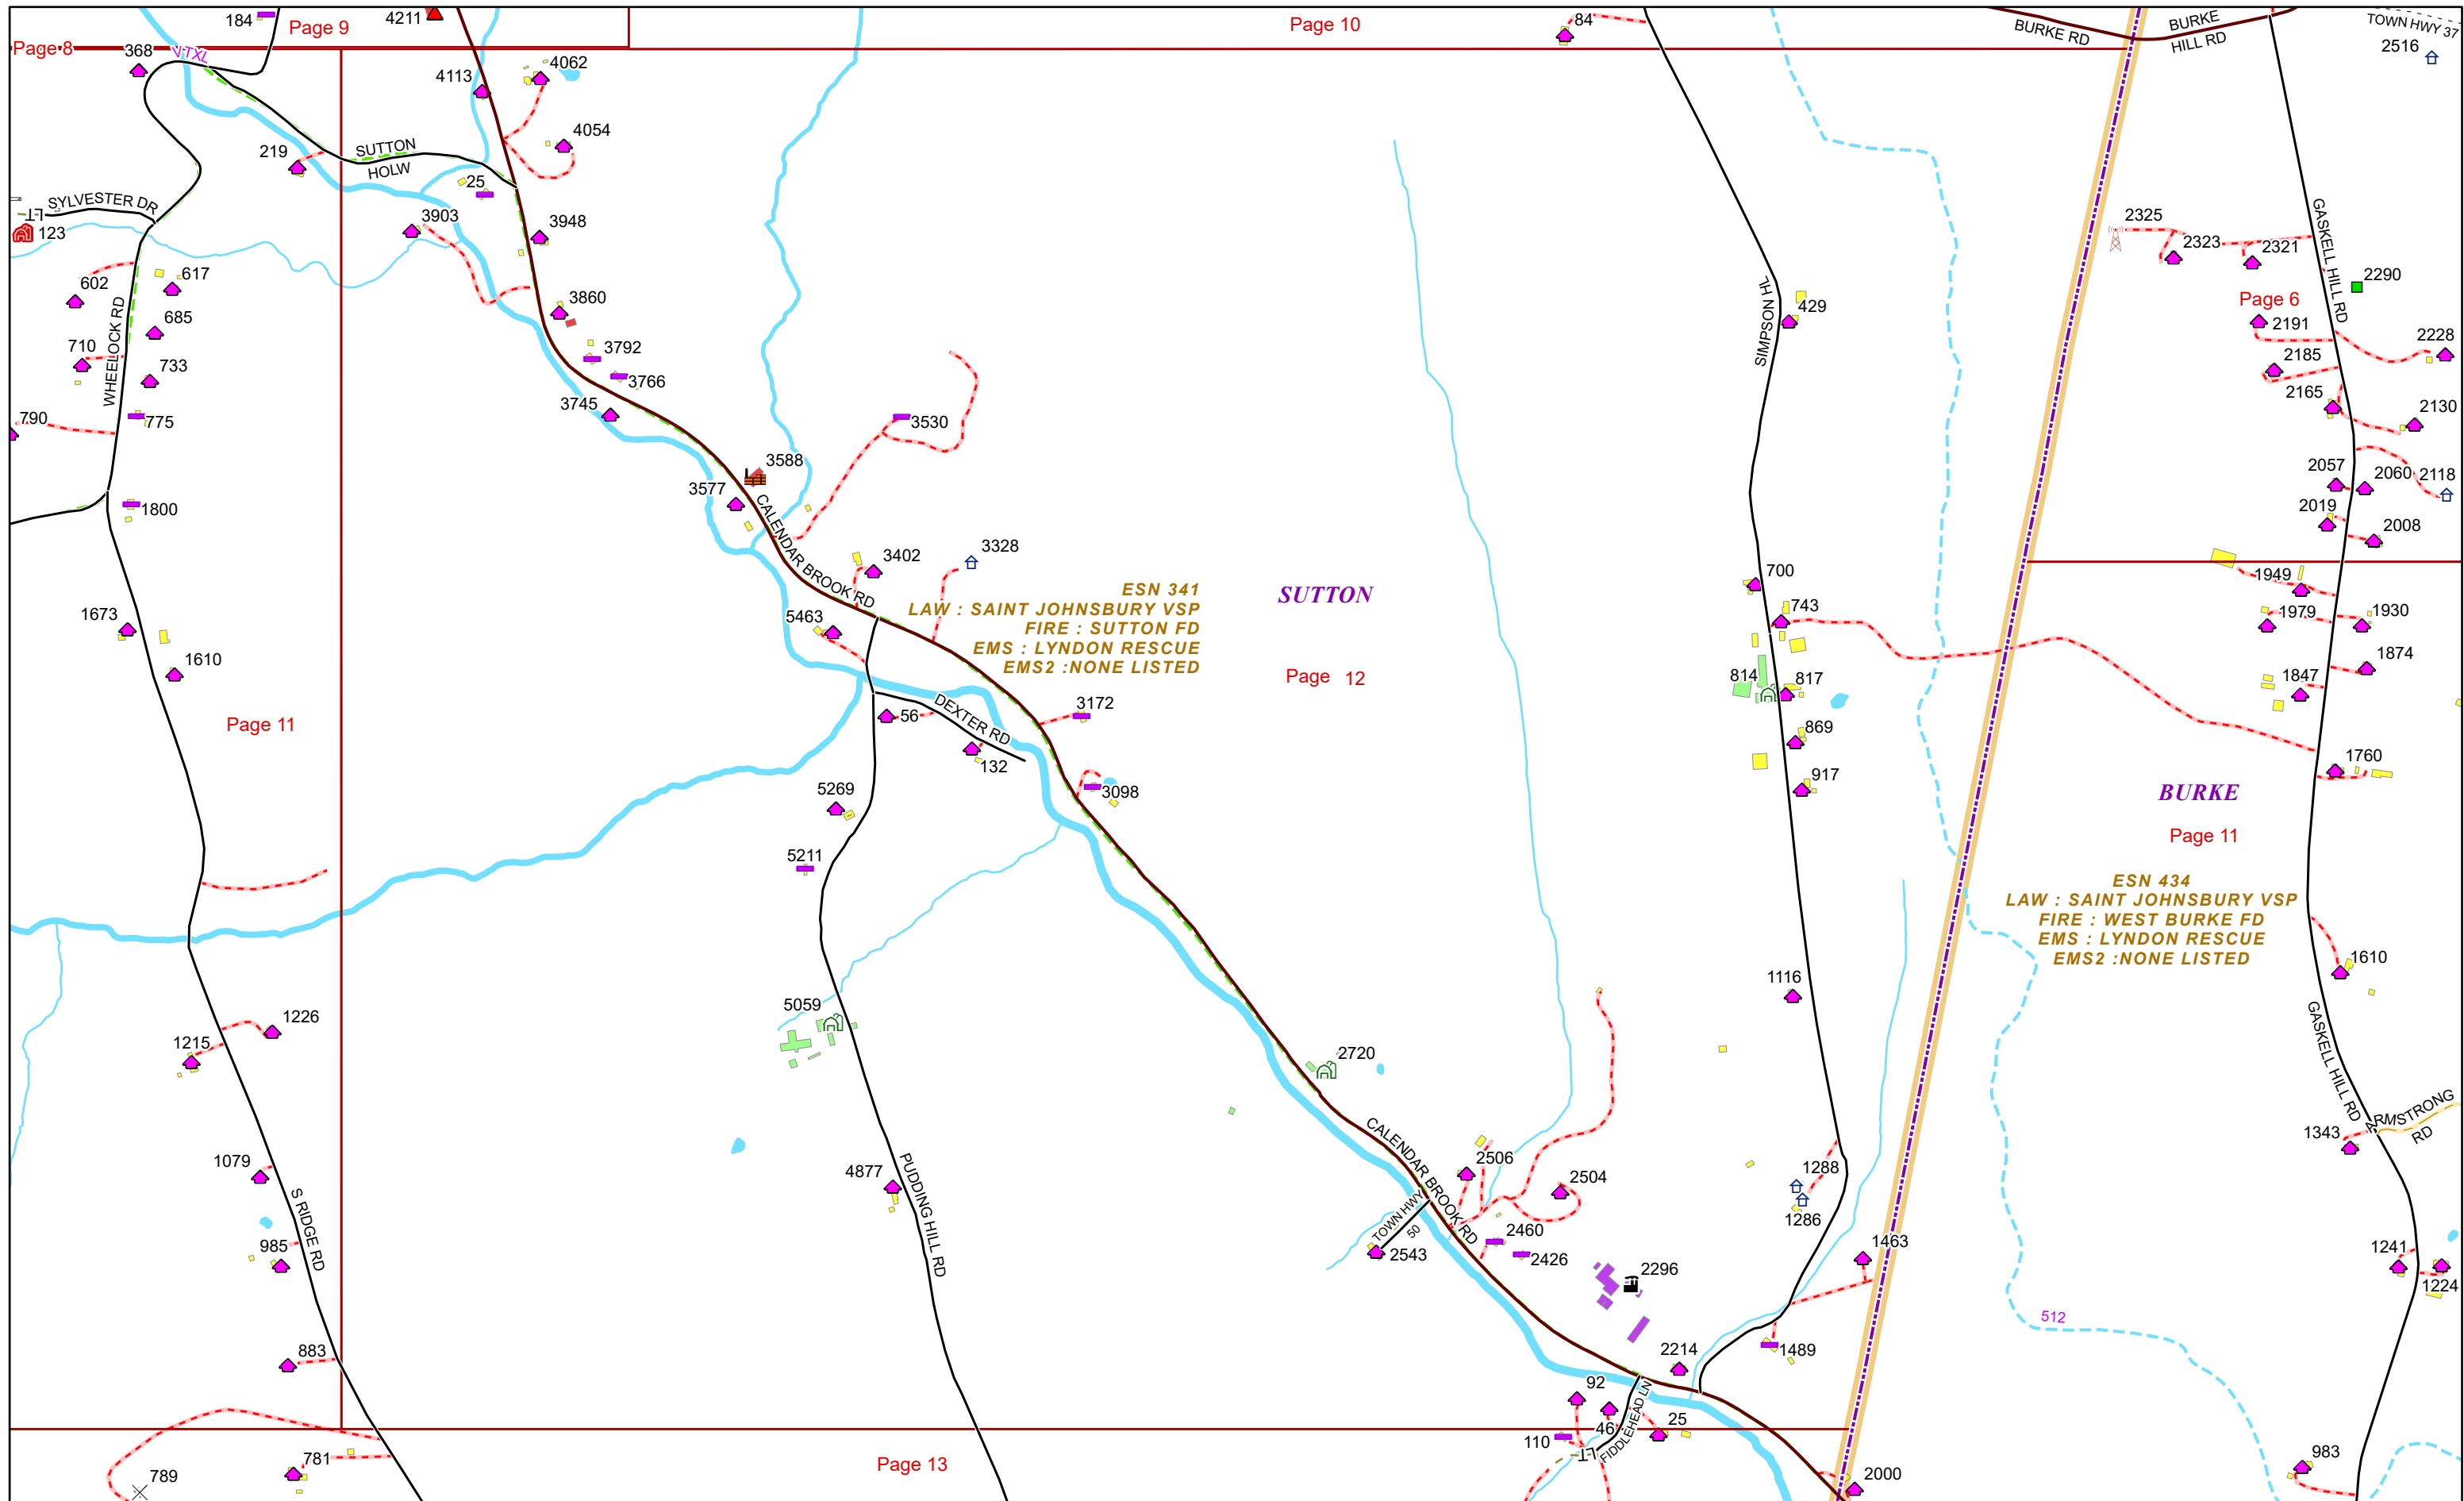 184
Page 9
4211
Page 10
84
BURKE RD
BURKE
HILL RD
TOWN HWY 37
2516
Page 8
368
VTXL
4113
4062
4054
219
SUTTON
HOLW
25
SYLVESTER DR
LT
123
3903
3948
2325
2323
2321
GASKELL HILL RD
2290
602
617
3860
SIMPSON HL
429
Page 6
2191
685
WHEELOCK RD
710
733
3792
3766
2185
2228
3745
2165
2130
790
775
3530
3588
3577
2057
2060
2118
1800
2019
2008
CALENDAR BROOK RD
3402
3328
ESN 341
LAW : SAINT JOHNSBURY VSP
FIRE : SUTTON FD
EMS : LYNDON RESCUE
EMS2 :NONE LISTED
SUTTON
Page 12
700
743
1949
1979
1930
1673
5463
1610
1874
814
817
1847
Page 11
56
DEXTER RD
3172
132
869
917
1760
5269
3098
BURKE
Page 11
5211
ESN 434
LAW : SAINT JOHNSBURY VSP
FIRE : WEST BURKE FD
EMS : LYNDON RESCUE
EMS2 :NONE LISTED
1610
1116
1226
1215
5059
2720
GASKELL HILL RD
ARMSTRONG
RD
1343
CALENDAR BROOK RD
1079
4877
PUDDING HILL RD
2506
2504
1288
1286
S RIDGE RD
985
TOWN HWY
50
2543
2460
2426
1463
1241
1224
2296
512
883
2214
1489
92
46
25
FIDDLEHEAD LN
110
LT
781
789
Page 13
2000
983